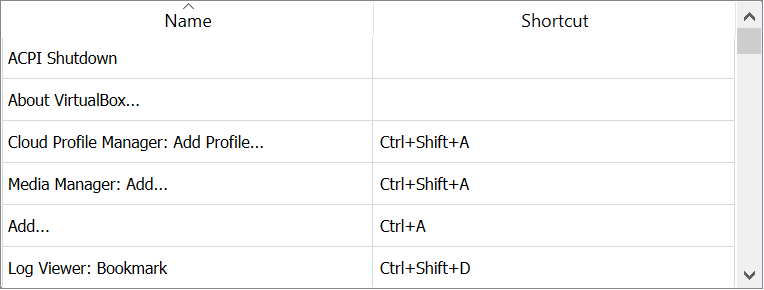 Name Shortcut
ACPI Shutdown
About VirtualBox...
Cloud Profile Manager: Add Profile... Ctrl+Shift+A
Media Manager: Add... Ctrl+Shift+A
Add... Ctrl+A
Log Viewer: Bookmark Ctrl+Shift+D